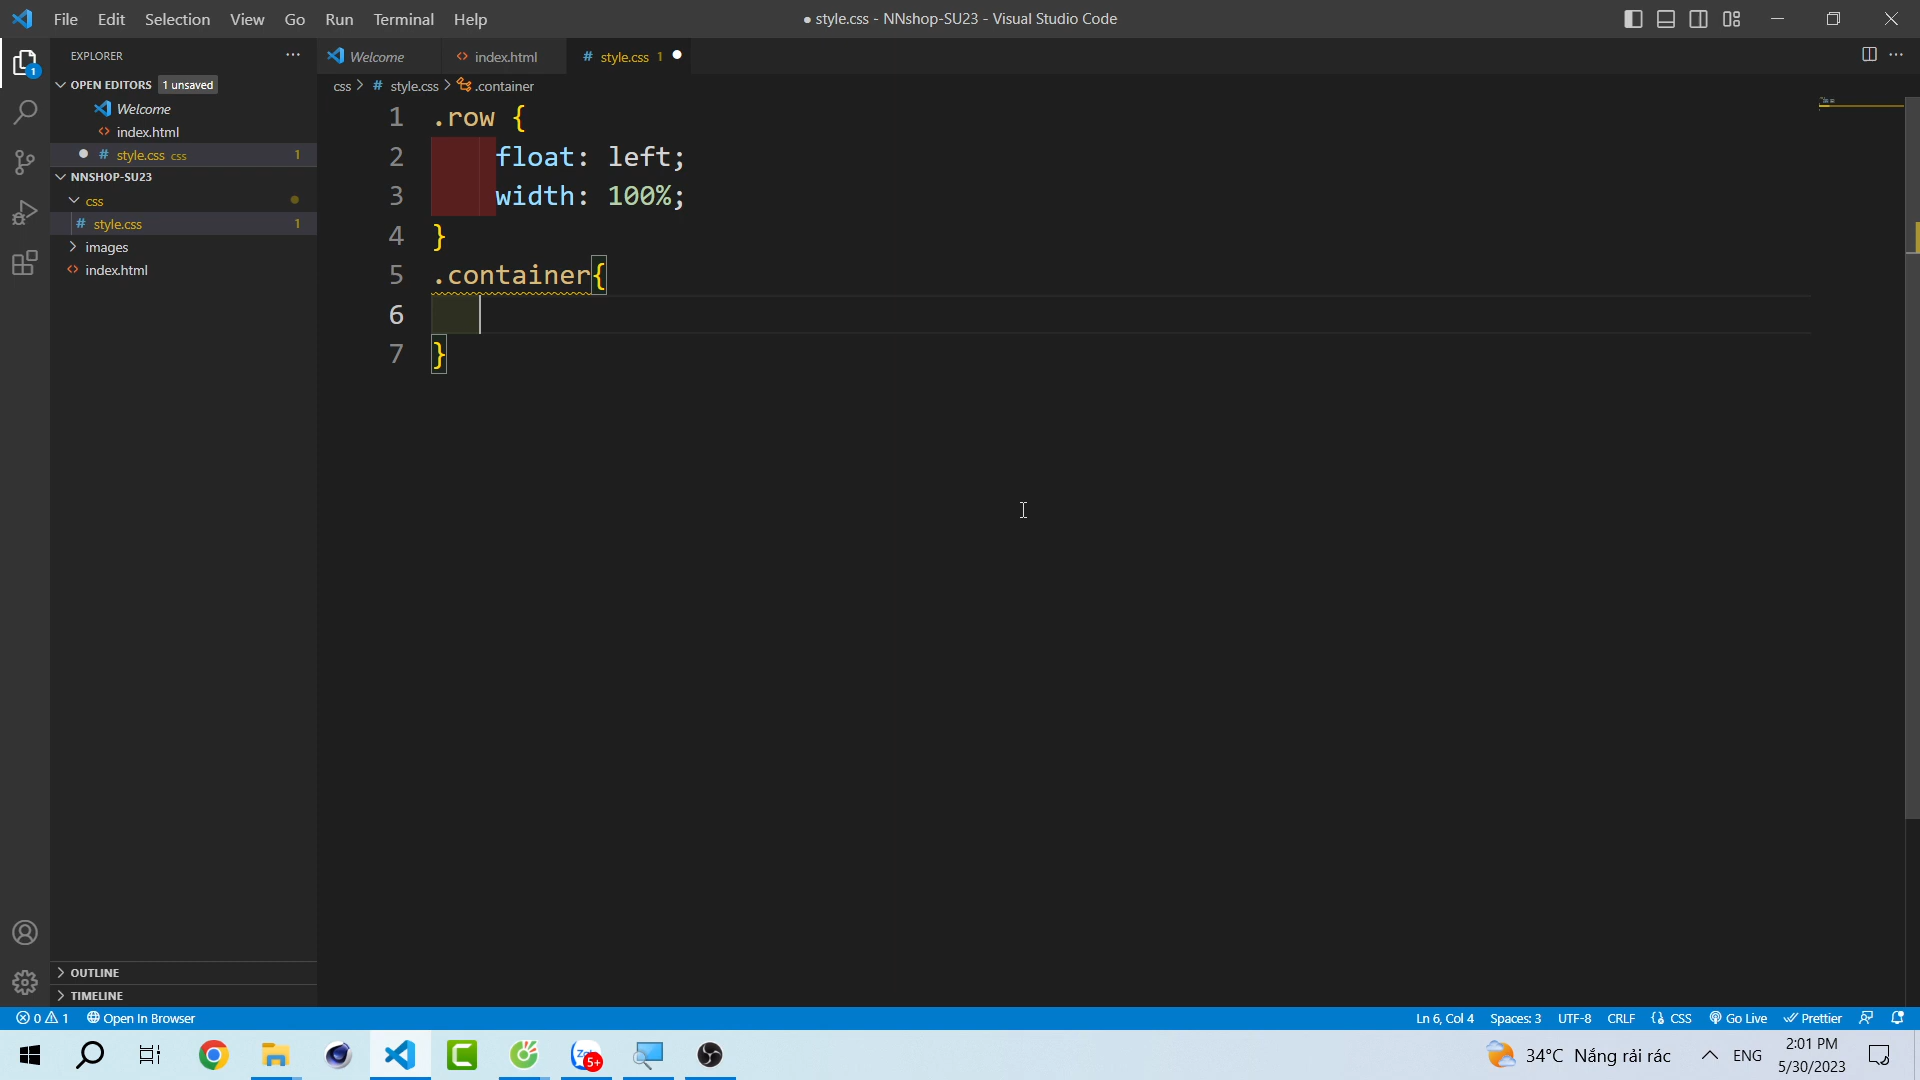 File Edit Selection View Go Run Terminal Help
● style.css - NNshop-SU23 - Visual Studio Code
EXPLORER
Welcome
index.html
# style.css 1
1
OPEN EDITORS 1 unsaved
css > # style.css > .container
Welcome
index.html
# style.css css 1
NNSHOP-SU23
css
# style.css 1
images
index.html
1 .row {
2 float: left;
3 width: 100%;
4 }
5 .container{
6
7 }
OUTLINE
TIMELINE
0 1 Open In Browser
Ln 6, Col 4 Spaces: 3 UTF-8 CRLF {} CSS Go Live Prettier
5+
34°C Nắng rải rác
ENG
2:01 PM
5/30/2023